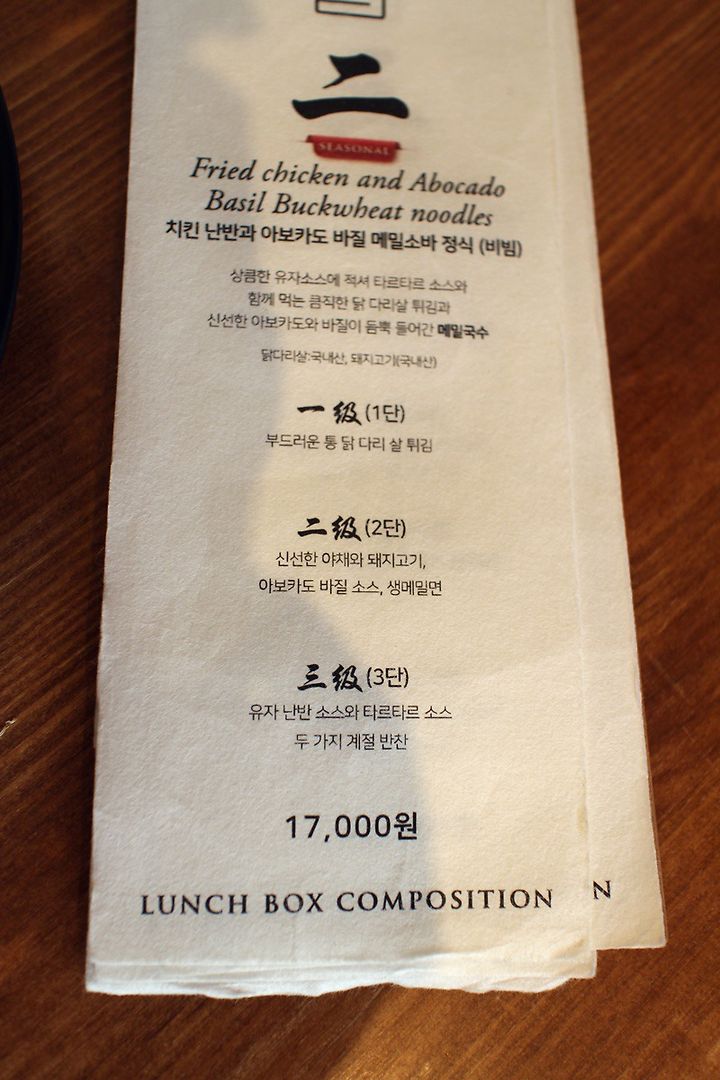 二
SEASONAL
Fried chicken and Abocado
Basil Buckwheat noodles
치킨 난반과 아보카도 바질 메밀소바 정식 (비빔)
상큼한 유자소스에 적셔 타르타르 소스와
함께 먹는 큼직한 닭 다리살 튀김과
신선한 아보카도와 바질이 듬뿍 들어간 메밀국수
닭다리살:국내산, 돼지고기(국내산)
一級 (1단)
부드러운 통 닭 다리 살 튀김
二級 (2단)
신선한 야채와 돼지고기,
아보카도 바질 소스, 생메밀면
三級 (3단)
유자 난반 소스와 타르타르 소스
두 가지 계절 반찬
17,000원
LUNCH BOX COMPOSITION
N